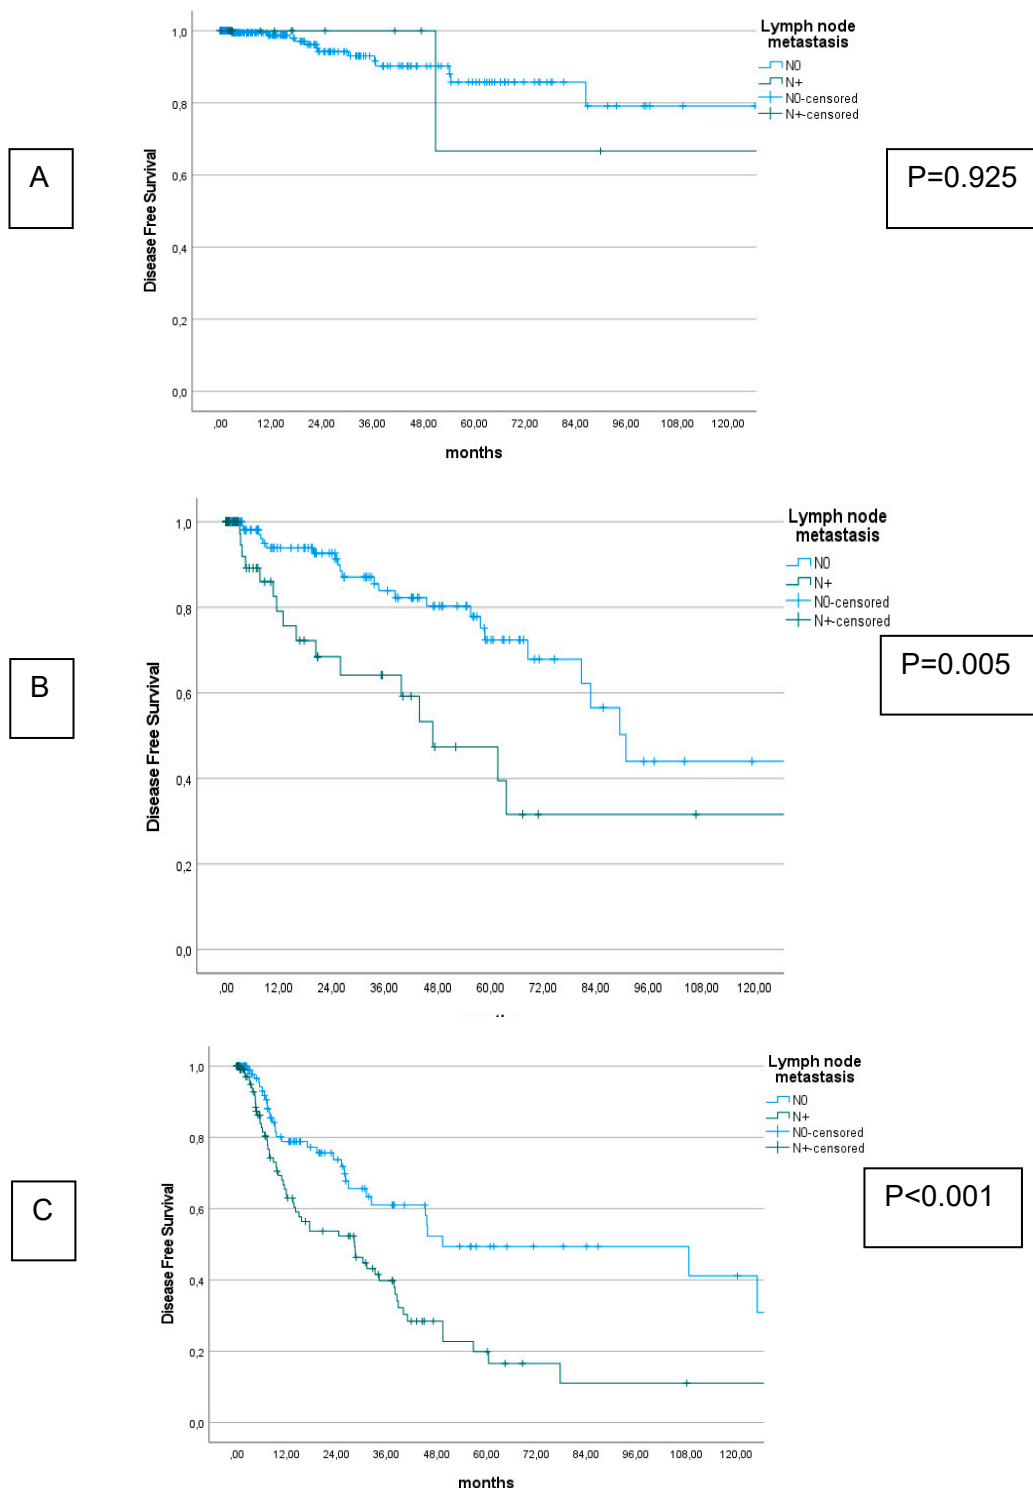 A
Disease Free Survival
1,0
0,8
0,6
0,4
0,2
0,0
,00 12,00 24,00 36,00 48,00 60,00 72,00 84,00 96,00 108,00 120,00
months
Lymph node
metastasis
N0
N+
N0-censored
N+-censored
P=0.925
B
Disease Free Survival
1,0
0,8
0,6
0,4
0,2
0,0
,00 12,00 24,00 36,00 48,00 60,00 72,00 84,00 96,00 108,00 120,00
Lymph node
metastasis
N0
N+
N0-censored
N+-censored
P=0.005
C
Disease Free Survival
1,0
0,8
0,6
0,4
0,2
0,0
,00 12,00 24,00 36,00 48,00 60,00 72,00 84,00 96,00 108,00 120,00
months
Lymph node
metastasis
N0
N+
N0-censored
N+-censored
P<0.001